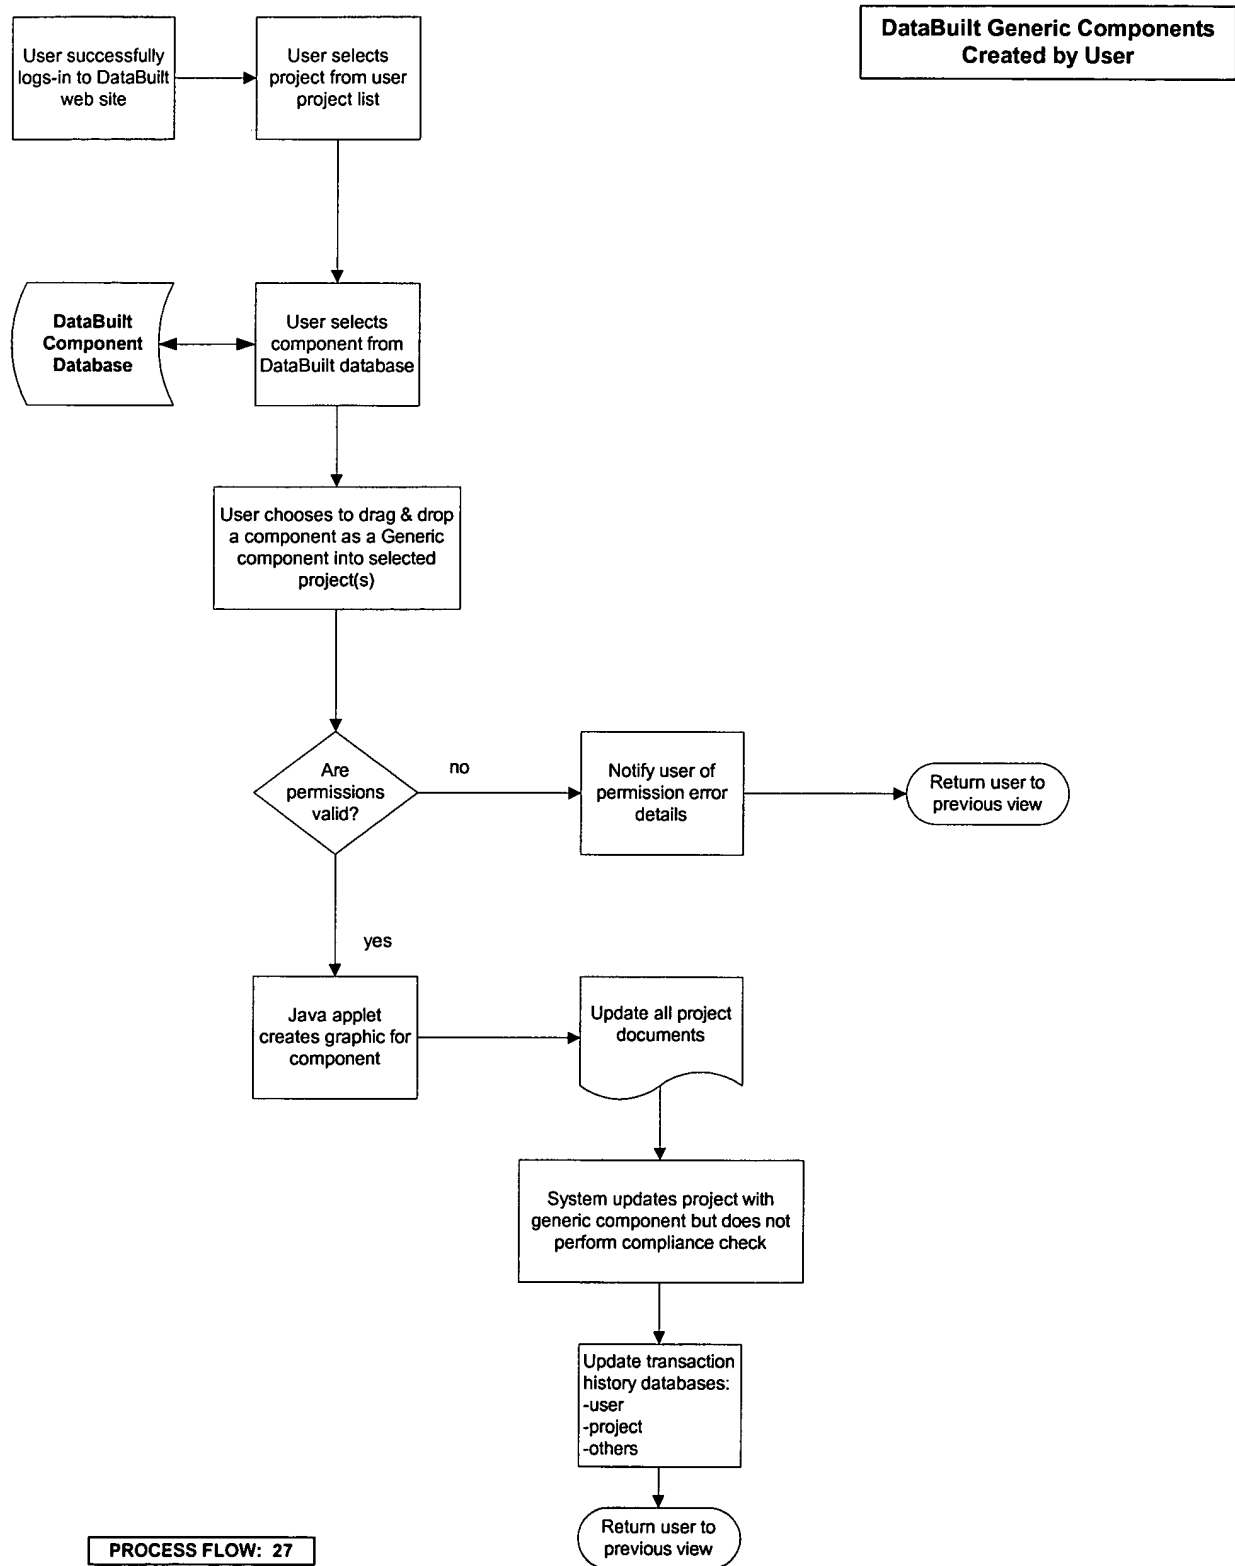 DataBuilt Generic Components
Created by User
User successfully
logs-in to DataBuilt
web site
User selects
project from user
project list
DataBuilt
Component
Database
User selects
component from
DataBuilt database
User chooses to drag & drop
a component as a Generic
component into selected
project(s)
Are
permissions
valid?
no
Notify user of
permission error
details
Return user to
previous view
yes
Java applet
creates graphic for
component
Update all project
documents
System updates project with
generic component but does not
perform compliance check
Update transaction
history databases:
-user
-project
-others
Return user to
previous view
PROCESS FLOW: 27